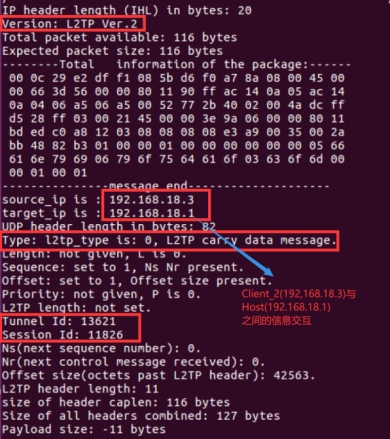 IP header length (IHL) in bytes: 20
Version: L2TP Ver.2
Total packet available: 116 bytes
Expected packet size: 116 bytes
--------Total   information of the package:------
00 0c 29 e2 df f1 08 5b d6 f0 a7 8a 08 00 45 00
00 66 3d 56 00 00 80 11 90 ff ac 14 0a 05 ac 14
0a 04 06 a5 06 a5 00 52 77 2b 40 02 00 4a dc ff
d5 28 ff 03 00 21 45 00 00 3e 9a 06 00 00 80 11
bd ed c0 a8 12 03 08 08 08 08 e3 a9 00 35 00 2a
bb 48 82 b3 01 00 00 01 00 00 00 00 00 00 05 66
61 6e 79 69 06 79 6f 75 64 61 6f 03 63 6f 6d 00
00 01 00 01
---------------message end-----------------
source_ip is : 192.168.18.3
target_ip is : 192.168.18.1
UDP header length in bytes: 82
Type: l2tp_type is: 0, L2TP carry data message.
Length: not given, L is 0.
Sequence: set to 1, Ns Nr present.
Offset: set to 1, Offset size present.
Priority: not given, P is 0.
L2TP length: not set.
Client_2(192.168.18.3)与
Host(192.168.18.1)
之间的信息交互
Tunnel Id: 13621
Session Id: 11826
Ns(next sequence number): 0.
Nr(next control message received): 0.
Offset size(octets past L2TP header): 42563.
L2TP header length: 11
size of header caplen: 116 bytes
Size of all headers combined: 127 bytes
Payload size: -11 bytes